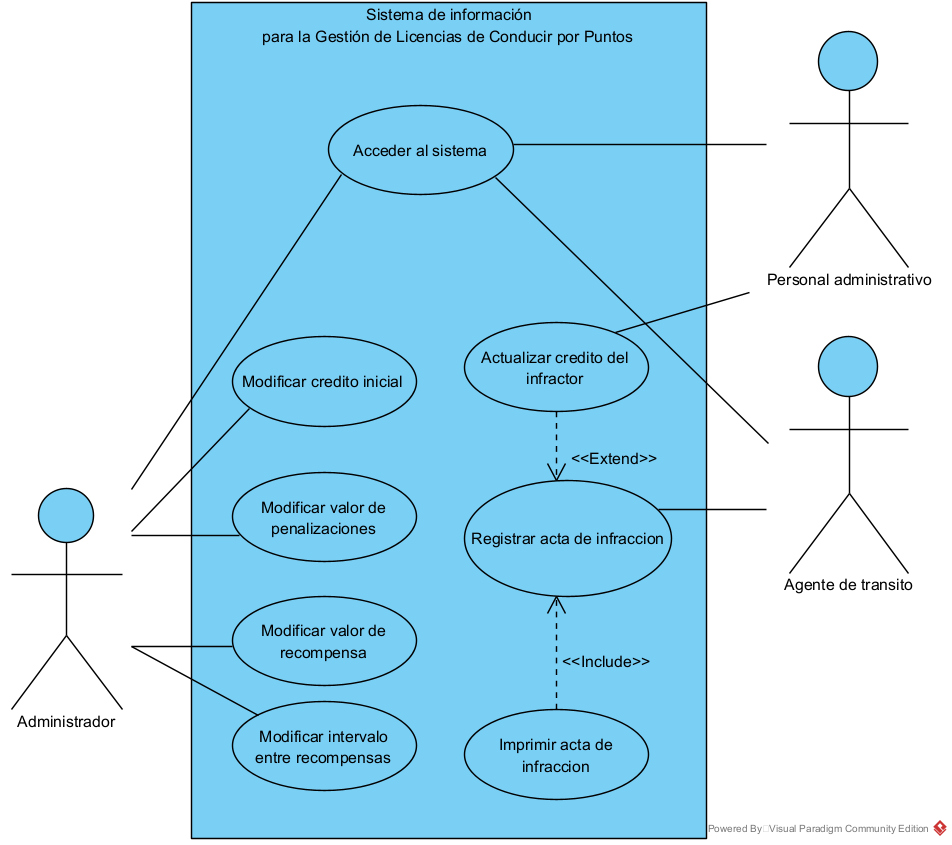 Sistema de información
para la Gestión de Licencias de Conducir por Puntos
Acceder al sistema
Personal administrativo
Actualizar credito del
infractor
Modificar credito inicial
<<Extend>>
Modificar valor de
penalizaciones
Registrar acta de infraccion
Agente de transito
Modificar valor de
recompensa
<<Include>>
Administrador
Modificar intervalo
entre recompensas
Imprimir acta de
infraccion
Powered By Visual Paradigm Community Edition